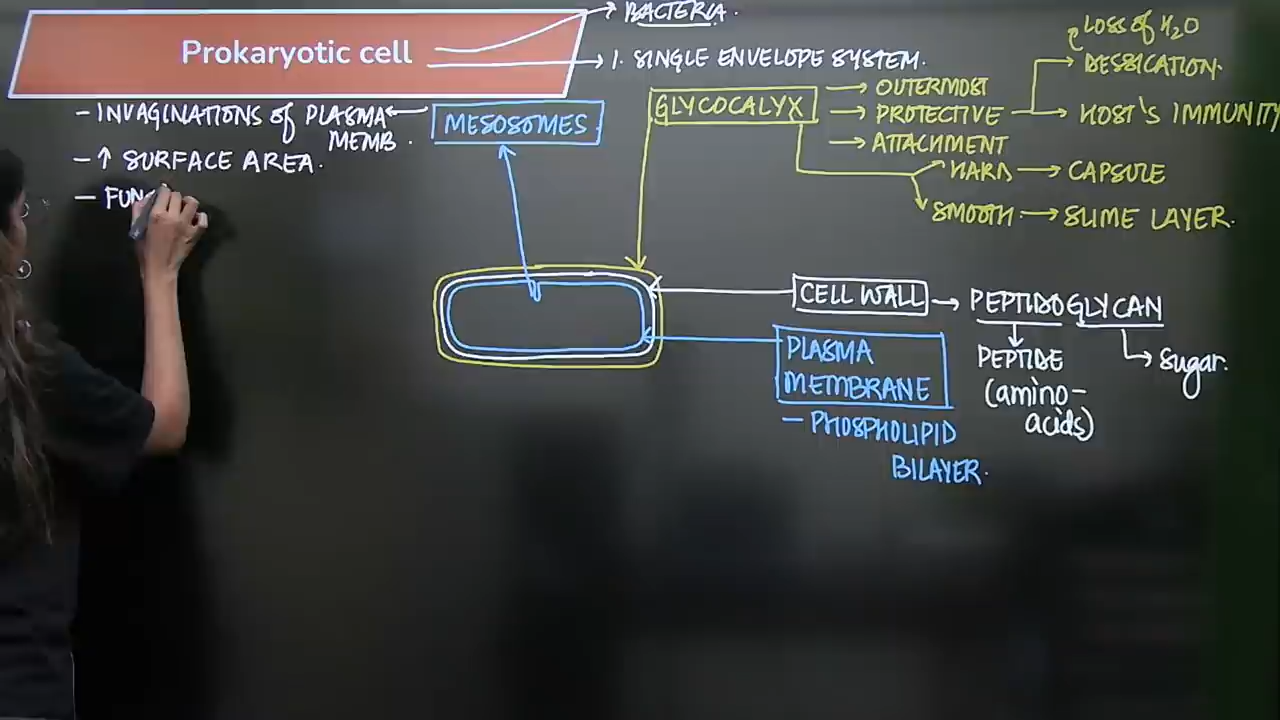 Prokaryotic cell
BACTERIA.
1. SINGLE ENVELOPE SYSTEM.
MESOSOMES
- INVAGINATIONS of PLASMA
MEMB.
- ↑ SURFACE AREA.
- FUN
GLYCOCALYX
OUTERMOST
PROTECTIVE
ATTACHMENT
Loss of H2O
DESSICATION.
HOST'S IMMUNITY
HARD → CAPSULE
SMOOTH. → SLIME LAYER.
CELL WALL → PEPTIDOGLYCAN
PEPTIDE
(amino-
acids)
Sugar.
PLASMA
MEMBRANE
- PHOSPHOLIPID
BILAYER.